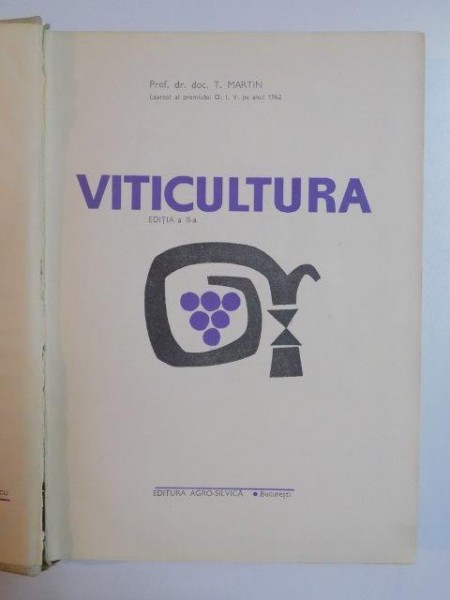 Prof. dr. doc. T. MARTIN
Laureat al premiului O. I. V. pe anul 1962
VITICULTURA
EDIȚIA a II-a
EDITURA AGRO-SILVICĂ • București